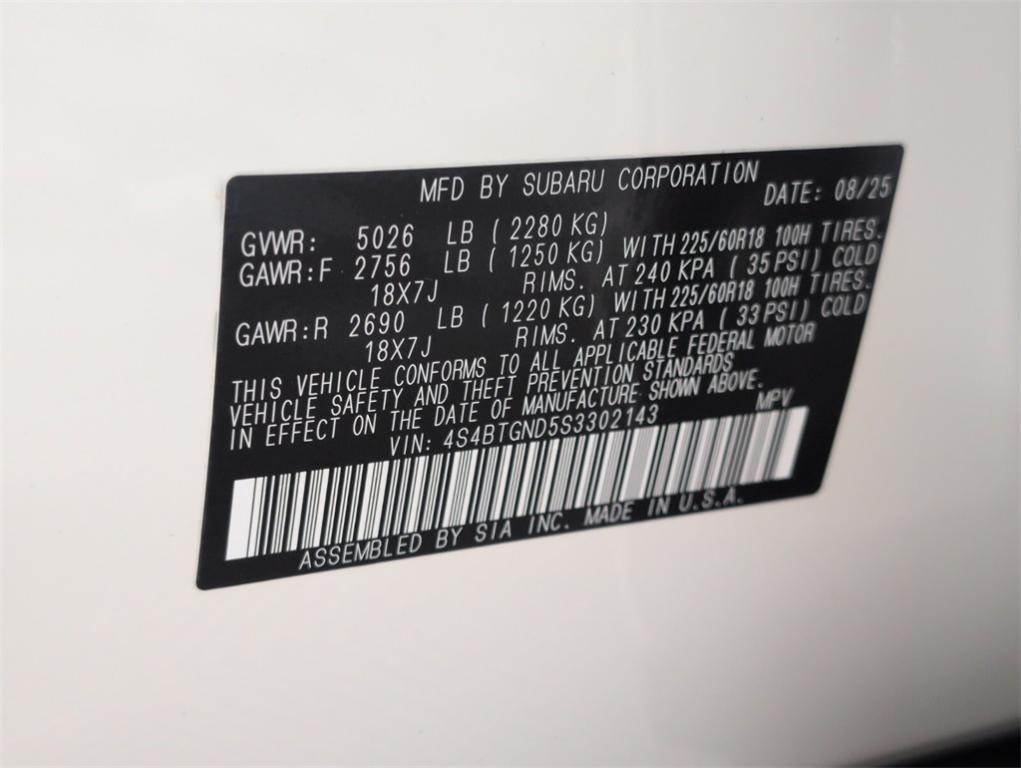 MFD BY SUBARU CORPORATION DATE: 08/25
GVWR: 5026 LB ( 2280 KG)
GAWR:F 2756 LB ( 1250 KG) WITH 225/60R18 100H TIRES.
18X7J RIMS. AT 240 KPA ( 35 PSI) COLD
GAWR:R 2690 LB ( 1220 KG) WITH 225/60R18 100H TIRES.
18X7J RIMS. AT 230 KPA ( 33 PSI) COLD
THIS VEHICLE CONFORMS TO ALL APPLICABLE FEDERAL MOTOR
VEHICLE SAFETY AND THEFT PREVENTION STANDARDS
IN EFFECT ON THE DATE OF MANUFACTURE SHOWN ABOVE.
VIN: 4S4BTGND5S3302143 MPV
ASSEMBLED BY SIA INC. MADE IN U.S.A.